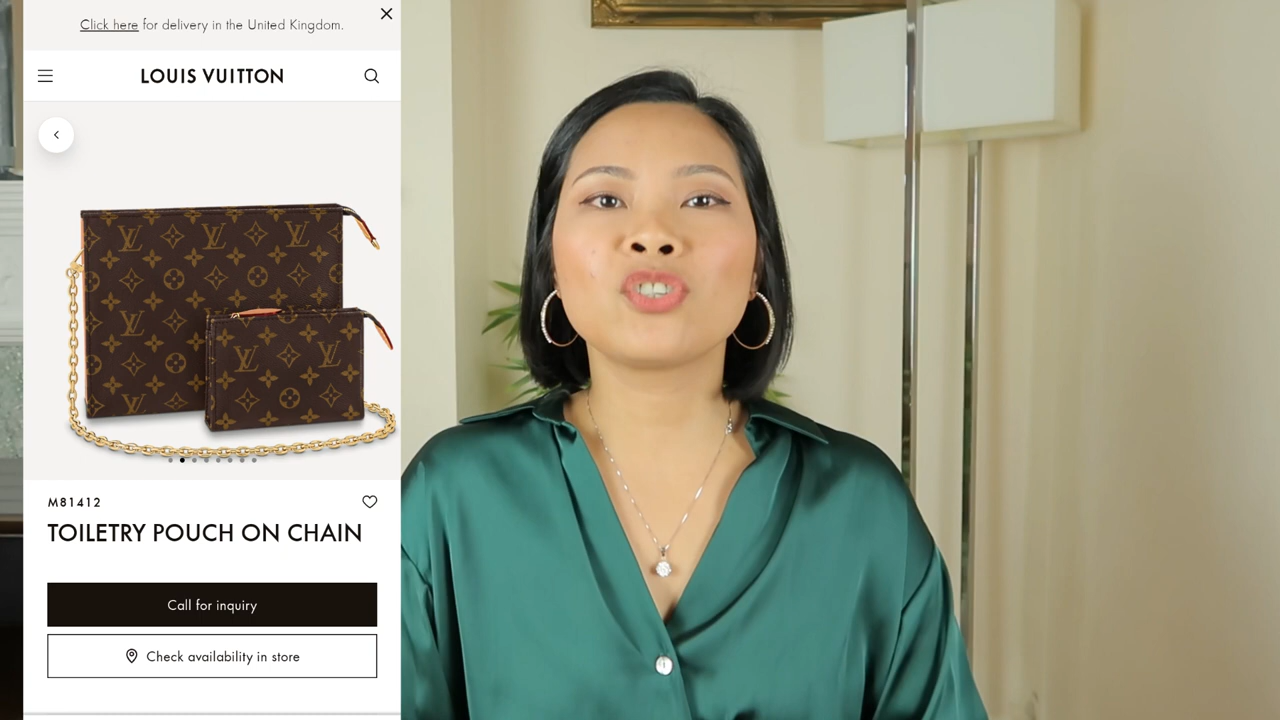 Click here for delivery in the United Kingdom.
LOUIS VUITTON
M81412
TOILETRY POUCH ON CHAIN
Call for inquiry
Check availability in store